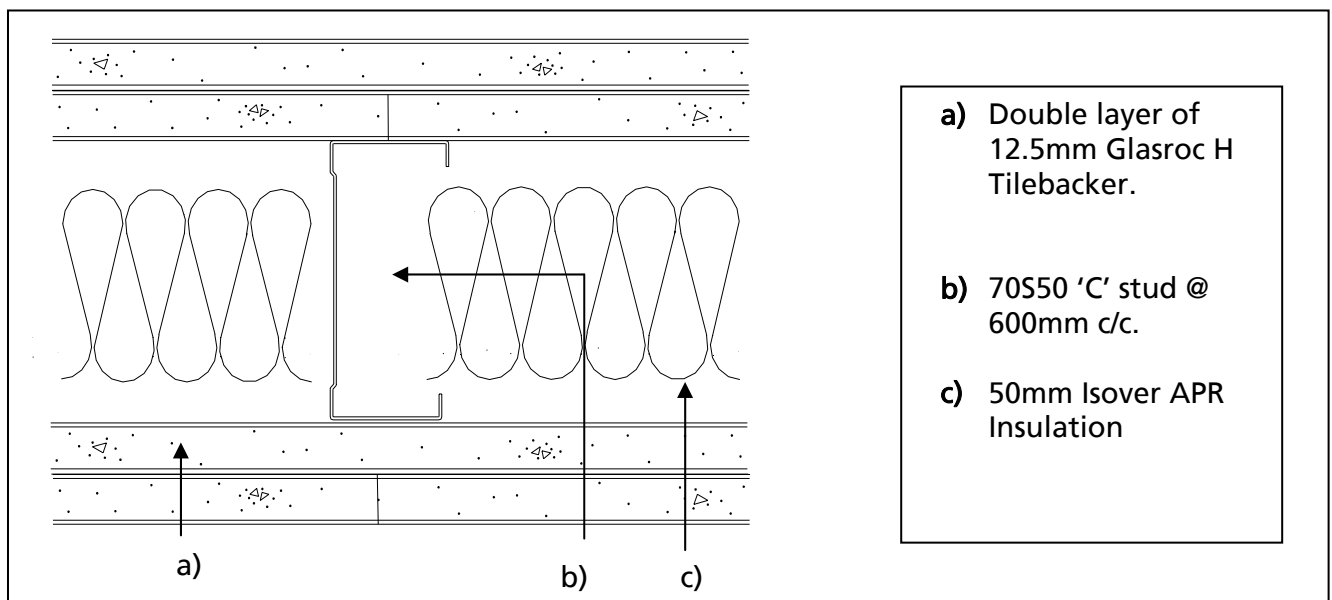 a) Double layer of
12.5mm Glasroc H
Tilebacker.
b) 70S50 ‘C’ stud @
600mm c/c.
c) 50mm Isover APR
Insulation
a)
b)
c)